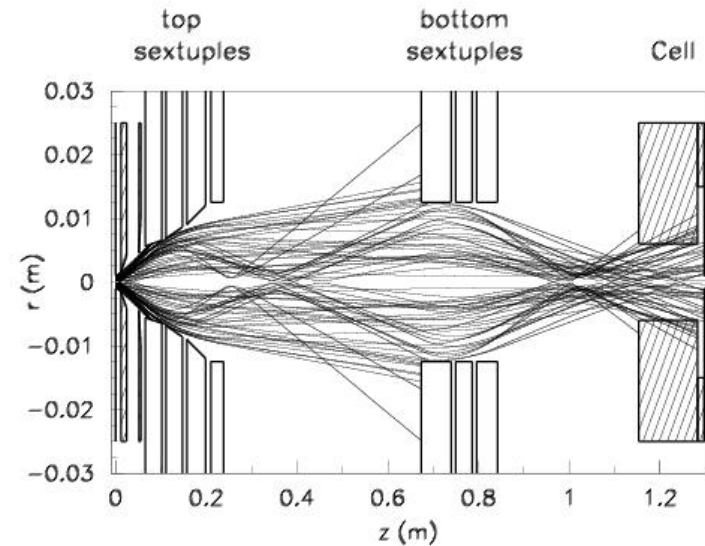 top
sextuples
bottom
sextuples
Cell
r (m)
0.03
0.02
0.01
0
-0.01
-0.02
-0.03
0 0.2 0.4 0.6 0.8 1 1.2
z (m)